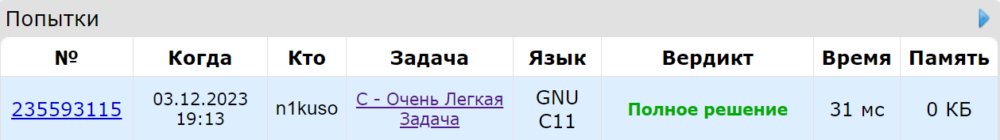 Попытки
№ Когда Кто Задача Язык Вердикт Время Память
235593115 03.12.2023 19:13 n1kuso C - Очень Легкая Задача GNU C11 Полное решение 31 мс 0 КБ